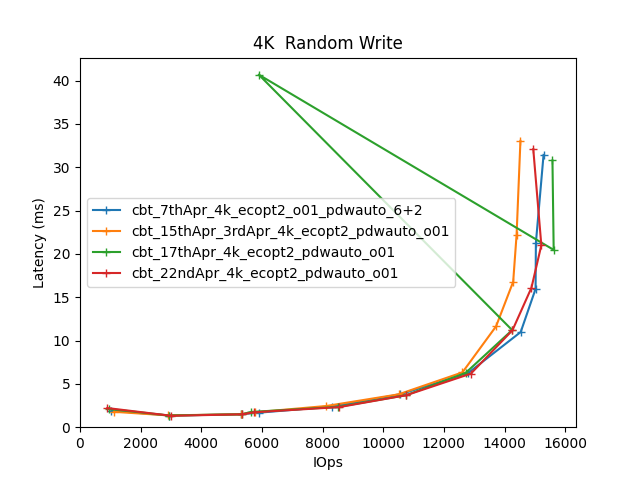 4K  Random Write
Latency (ms)
40
35
30
25
20
15
10
5
0
cbt_7thApr_4k_ecopt2_o01_pdwauto_6+2
cbt_15thApr_3rdApr_4k_ecopt2_pdwauto_o01
cbt_17thApr_4k_ecopt2_pdwauto_o01
cbt_22ndApr_4k_ecopt2_pdwauto_o01
0 2000 4000 6000 8000 10000 12000 14000 16000
IOps